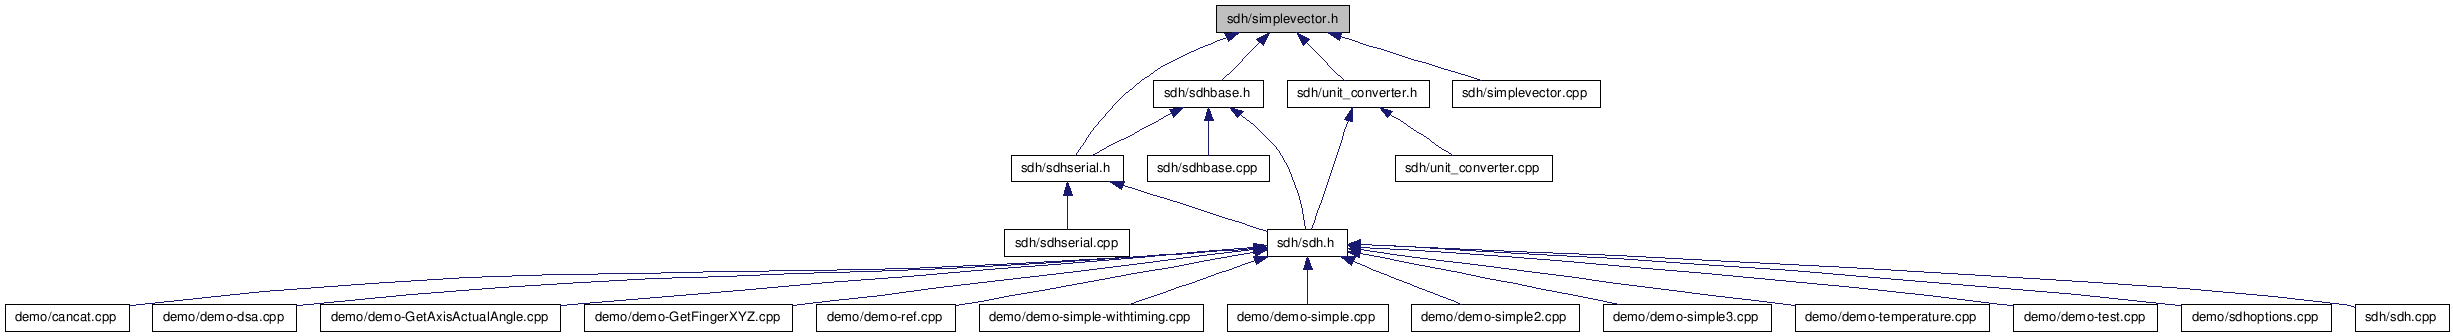 sdh/simplevector.h
sdh/sdhbase.h
sdh/unit_converter.h
sdh/simplevector.cpp
sdh/sdhserial.h
sdh/sdhbase.cpp
sdh/unit_converter.cpp
sdh/sdhserial.cpp
sdh/sdh.h
demo/cancat.cpp
demo/demo-dsa.cpp
demo/demo-GetAxisActualAngle.cpp
demo/demo-GetFingerXYZ.cpp
demo/demo-ref.cpp
demo/demo-simple-withtiming.cpp
demo/demo-simple.cpp
demo/demo-simple2.cpp
demo/demo-simple3.cpp
demo/demo-temperature.cpp
demo/demo-test.cpp
demo/sdhoptions.cpp
sdh/sdh.cpp